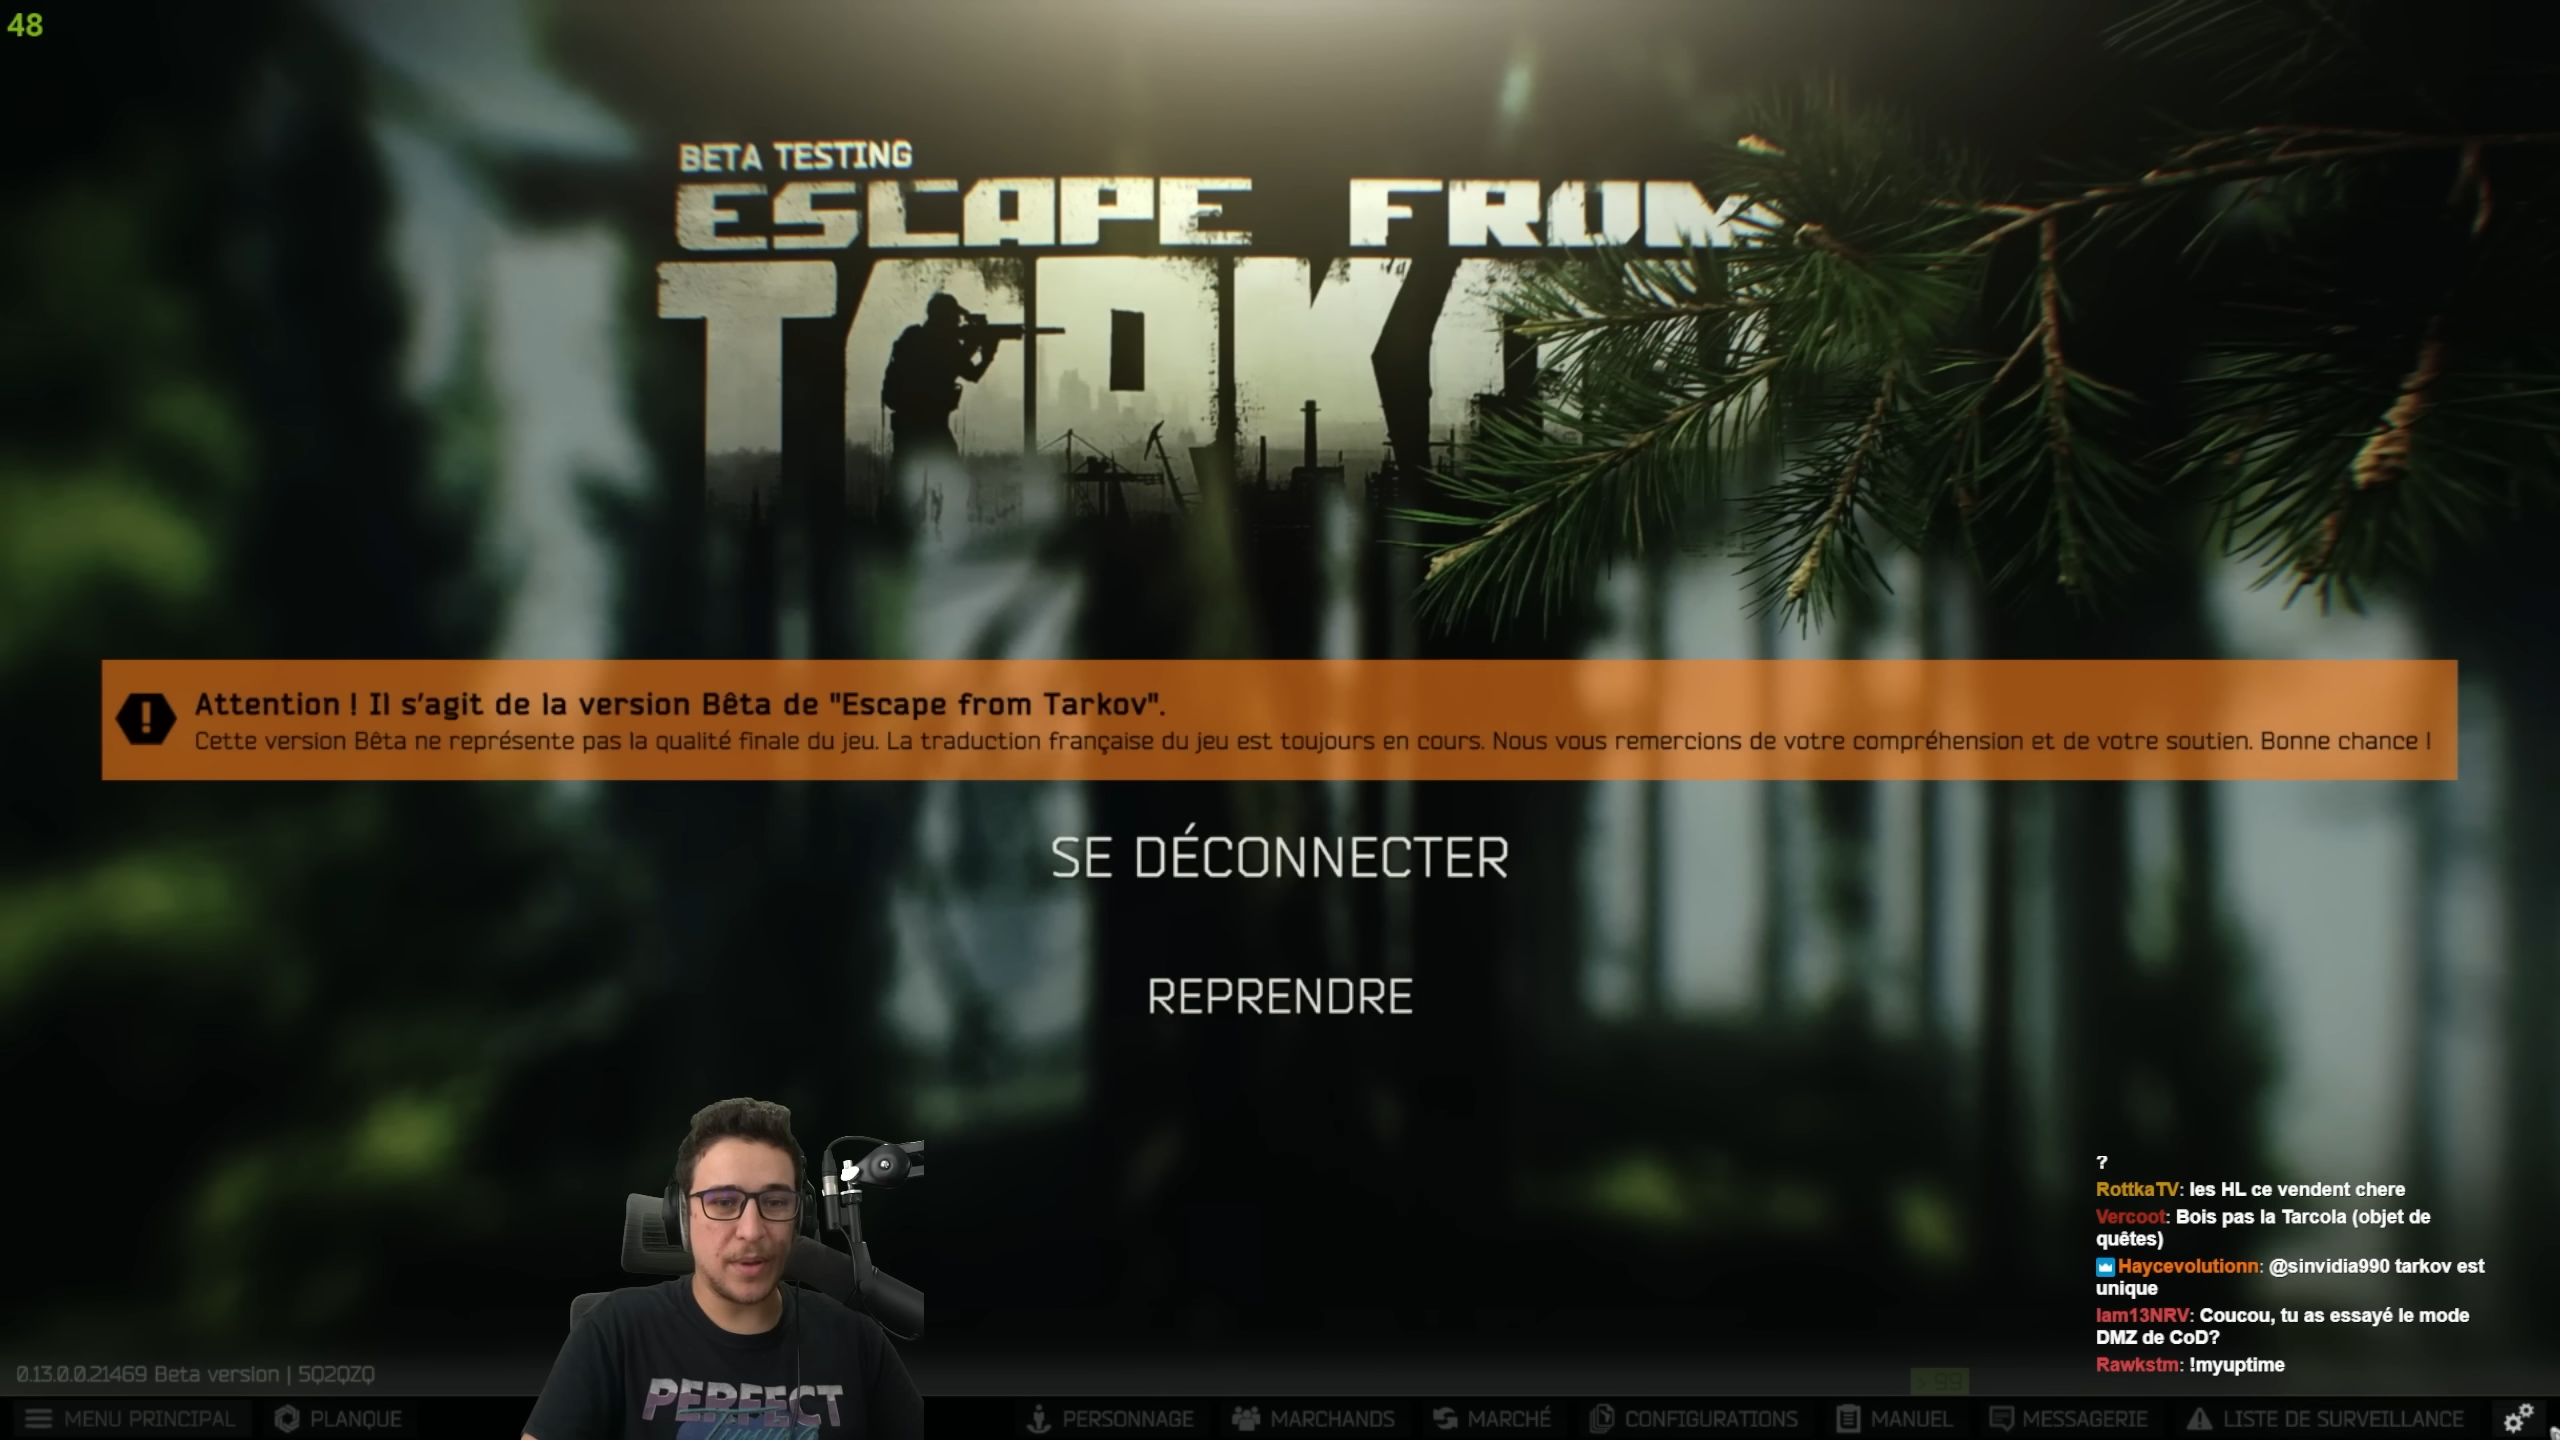 48
BETA TESTING
ESCAPE FROM
TARKO
Attention ! Il s'agit de la version Bêta de "Escape from Tarkov".
Cette version Bêta ne représente pas la qualité finale du jeu. La traduction française du jeu est toujours en cours. Nous vous remercions de votre compréhension et de votre soutien. Bonne chance !
SE DÉCONNECTER
REPRENDRE
?
RottkaTV: les HL ce vendent chere
Vercoot: Bois pas la Tarcola (objet de
quêtes)
Haycevolutionn: @sinvidia990 tarkov est
unique
Iam13NRV: Coucou, tu as essayé le mode
DMZ de CoD?
Rawkstm: !myuptime
PERFECT
0.13.0.0.21469 Beta version | 5Q2QZQ
> 99
MENU PRINCIPAL PLANQUE PERSONNAGE MARCHANDS MARCHÉ CONFIGURATIONS MANUEL MESSAGERIE LISTE DE SURVEILLANCE